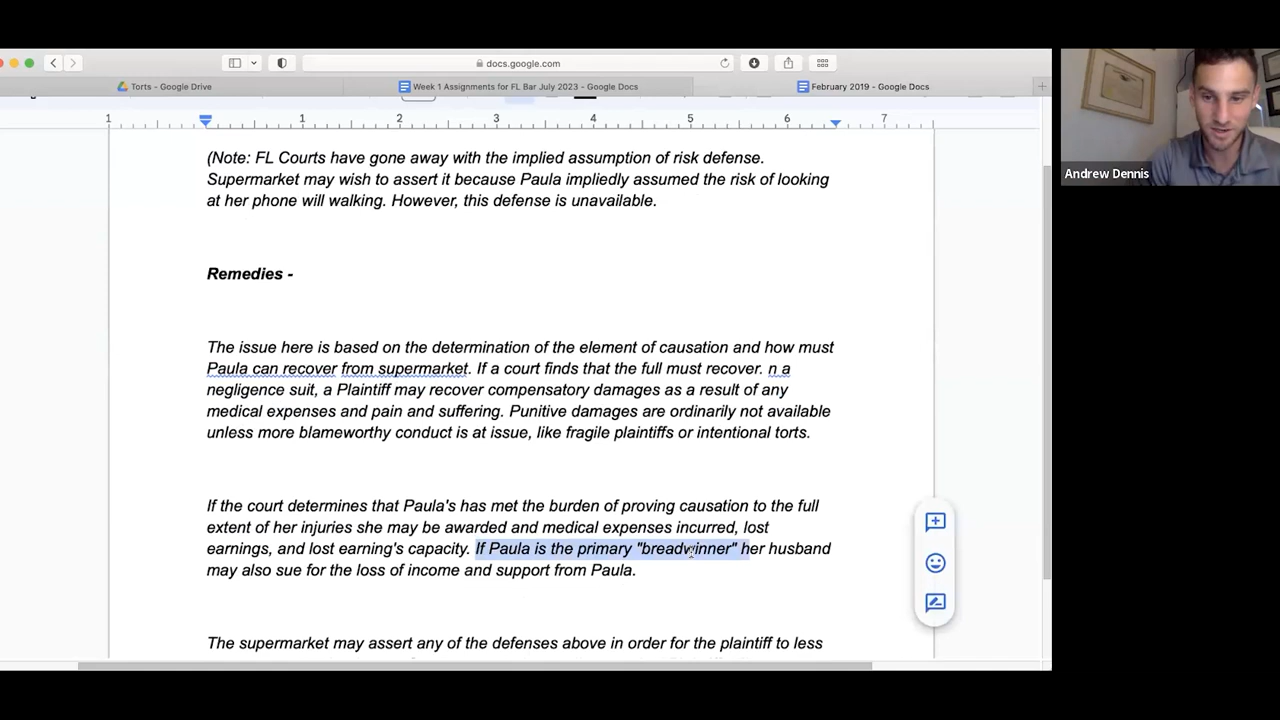 docs.google.com
Torts - Google Drive
Week 1 Assignments for FL Bar July 2023 - Google Docs
February 2019 - Google Docs
1 1 2 3 4 5 6 7
Andrew Dennis
(Note: FL Courts have gone away with the implied assumption of risk defense.
Supermarket may wish to assert it because Paula impliedly assumed the risk of looking
at her phone will walking. However, this defense is unavailable.
Remedies -
The issue here is based on the determination of the element of causation and how must
Paula can recover from supermarket. If a court finds that the full must recover. n a
negligence suit, a Plaintiff may recover compensatory damages as a result of any
medical expenses and pain and suffering. Punitive damages are ordinarily not available
unless more blameworthy conduct is at issue, like fragile plaintiffs or intentional torts.
If the court determines that Paula's has met the burden of proving causation to the full
extent of her injuries she may be awarded and medical expenses incurred, lost
earnings, and lost earning's capacity. If Paula is the primary "breadwinner" her husband
may also sue for the loss of income and support from Paula.
The supermarket may assert any of the defenses above in order for the plaintiff to less